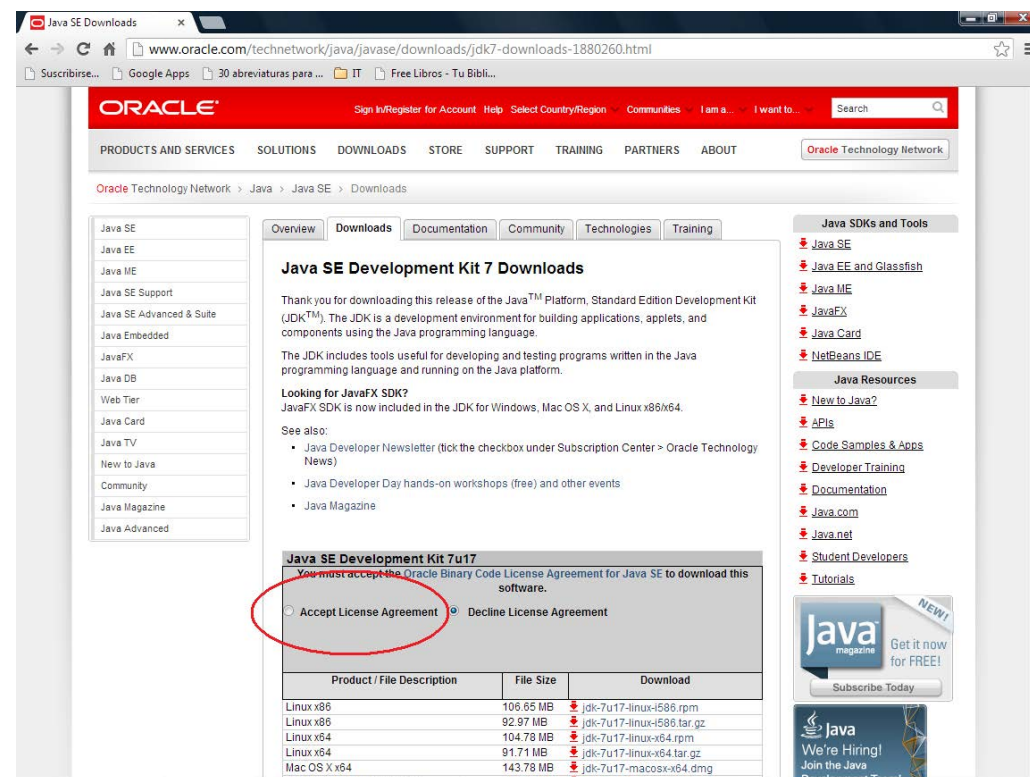 Java SE Downloads
www.oracle.com/technetwork/java/javase/downloads/jdk7-downloads-1880260.html
Suscribirse... Google Apps 30 abreviaturas para ... IT Free Libros - Tu Bibli...
ORACLE
Sign In/Register for Account Help Select Country/Region Communities I am a... I want to... Search
PRODUCTS AND SERVICES SOLUTIONS DOWNLOADS STORE SUPPORT TRAINING PARTNERS ABOUT Oracle Technology Network
Oracle Technology Network > Java > Java SE > Downloads
Java SE
Java EE
Java ME
Java SE Support
Java SE Advanced & Suite
Java Embedded
JavaFX
Java DB
Web Tier
Java Card
Java TV
New to Java
Community
Java Magazine
Java Advanced
Overview Downloads Documentation Community Technologies Training
Java SE Development Kit 7 Downloads
Thank you for downloading this release of the Java™ Platform, Standard Edition Development Kit
(JDK™). The JDK is a development environment for building applications, applets, and
components using the Java programming language.
The JDK includes tools useful for developing and testing programs written in the Java
programming language and running on the Java platform.
Looking for JavaFX SDK?
JavaFX SDK is now included in the JDK for Windows, Mac OS X, and Linux x86/x64.
See also:
Java Developer Newsletter (tick the checkbox under Subscription Center > Oracle Technology
News)
Java Developer Day hands-on workshops (free) and other events
Java Magazine
Java SE Development Kit 7u17
You must accept the Oracle Binary Code License Agreement for Java SE to download this
software.
Accept License Agreement Decline License Agreement
Product / File Description File Size Download
Linux x86 106.65 MB jdk-7u17-linux-i586.rpm
Linux x86 92.97 MB jdk-7u17-linux-i586.tar.gz
Linux x64 104.78 MB jdk-7u17-linux-x64.rpm
Linux x64 91.71 MB jdk-7u17-linux-x64.tar.gz
Mac OS X x64 143.78 MB jdk-7u17-macosx-x64.dmg
Java SDKs and Tools
Java SE
Java EE and Glassfish
Java ME
JavaFX
Java Card
NetBeans IDE
Java Resources
New to Java?
APIs
Code Samples & Apps
Developer Training
Documentation
Java.com
Java.net
Student Developers
Tutorials
NEW!
Java
magazine
Get it now
for FREE!
Subscribe Today
Java
We're Hiring!
Join the Java